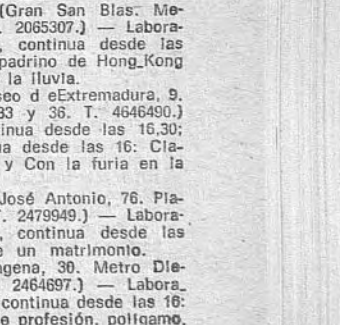 (Gran San Blas. Me-
. 2065307.) — Labora-
, continua desde las
padrino de Hong_Kong
la lluvia.
seo d eExtremadura, 9.
33 y 36. T. 4646490.)
inua desde las 16,30;
ua desde las 16: Cla-
y Con la furia en la
José Antonio, 76. Pla-
T. 2479949.) — Labora-
, continua desde las
e un matrimonio.
agena, 30. Metro Die-
2464697.) — Labora_
continua desde las 16:
e profesión, polígamo.